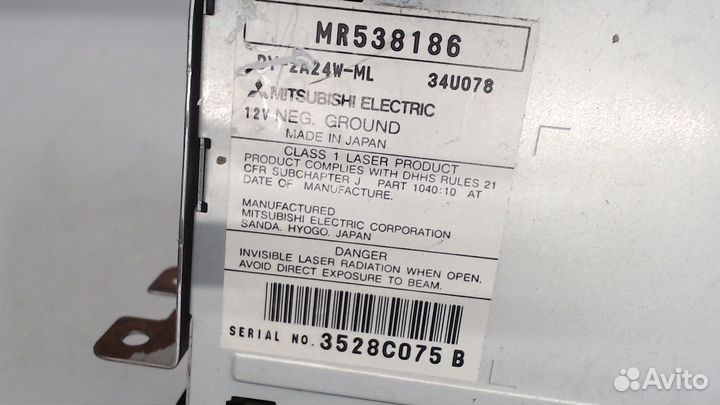 MR538186
2A24W-ML 34U078
MITSUBISHI ELECTRIC
12V NEG. GROUND
MADE IN JAPAN
CLASS 1 LASER PRODUCT
PRODUCT COMPLIES WITH DHHS RULES 21
CFR SUBCHAPTER J PART 1040:10 AT
DATE OF MANUFACTURE.
MANUFACTURED
MITSUBISHI ELECTRIC CORPORATION
SANDA, HYOGO, JAPAN
DANGER
INVISIBLE LASER RADIATION WHEN OPEN.
AVOID DIRECT EXPOSURE TO BEAM.
SERIAL NO. 3528C075 B
Avito